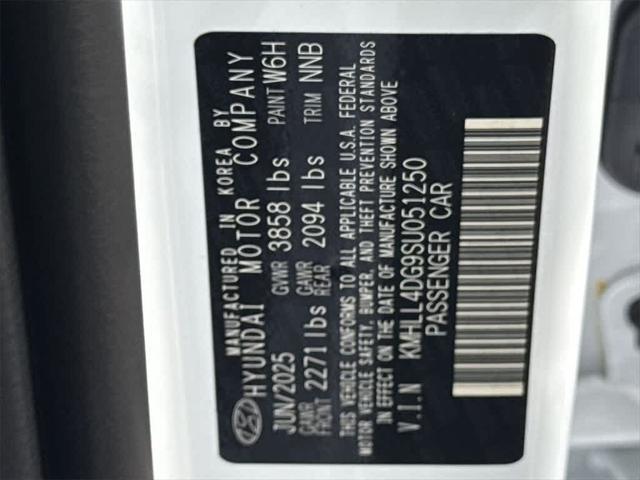 MANUFACTURED IN KOREA BY
HYUNDAI MOTOR COMPANY
JUN/2025 GVWR 3858 lbs PAINT W6H
GAWR FRONT 2271 lbs GAWR REAR 2094 lbs TRIM NNB
THIS VEHICLE CONFORMS TO ALL APPLICABLE U.S.A. FEDERAL
MOTOR VEHICLE SAFETY, BUMPER, AND THEFT PREVENTION STANDARDS
IN EFFECT ON THE DATE OF MANUFACTURE SHOWN ABOVE
V.I.N KMHLL4DG9SU051250
PASSENGER CAR